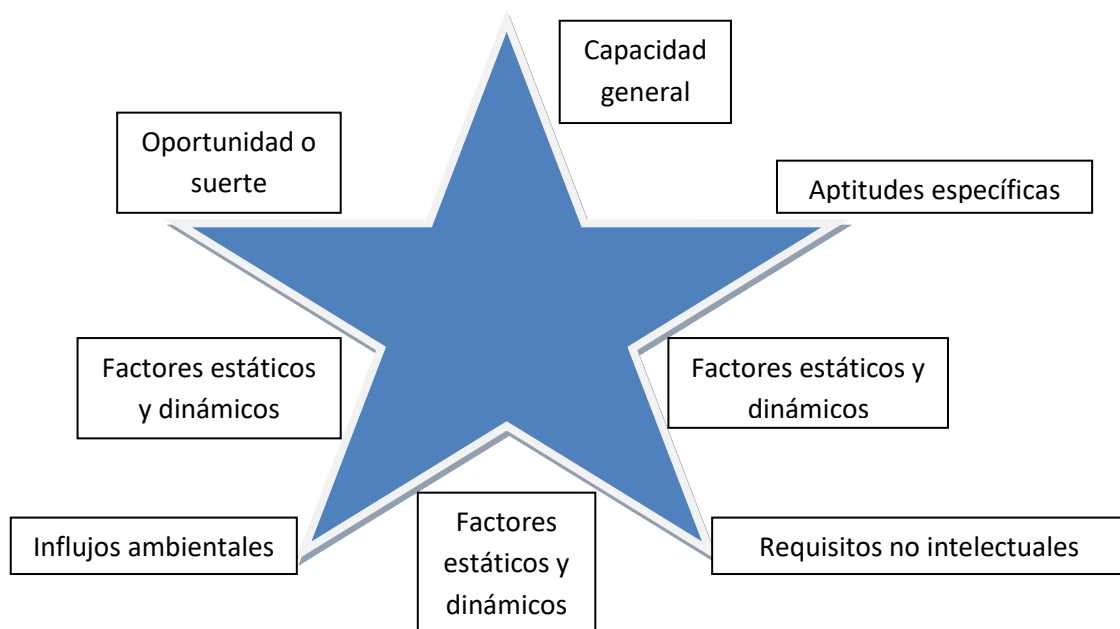 Capacidad
general
Oportunidad o
suerte
Aptitudes específicas
Factores estáticos
y dinámicos
Factores estáticos y
dinámicos
Influjos ambientales
Factores
estáticos y
dinámicos
Requisitos no intelectuales